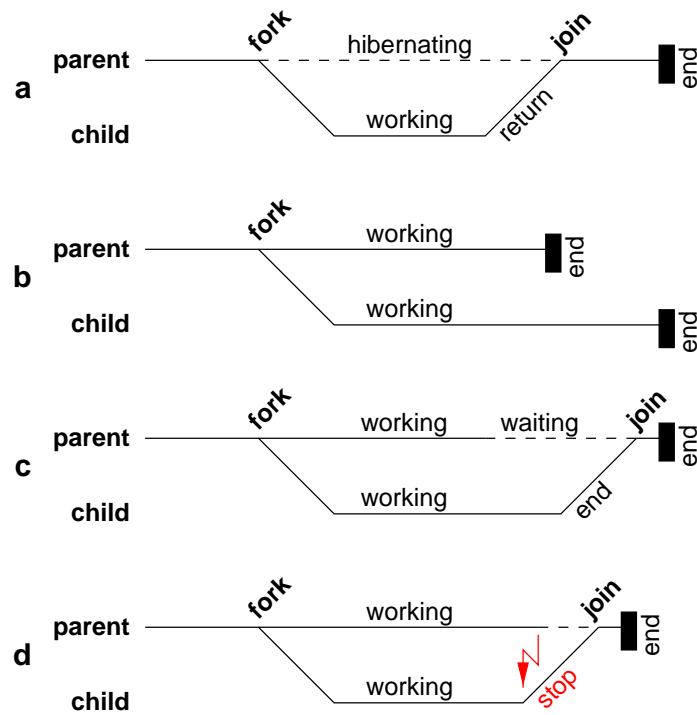 fork
join
hibernating
parent
end
a
return
working
child
fork
working
parent
end
b
working
child
end
fork
join
working
waiting
parent
end
c
working
end
child
fork
join
working
parent
end
d
stop
working
child